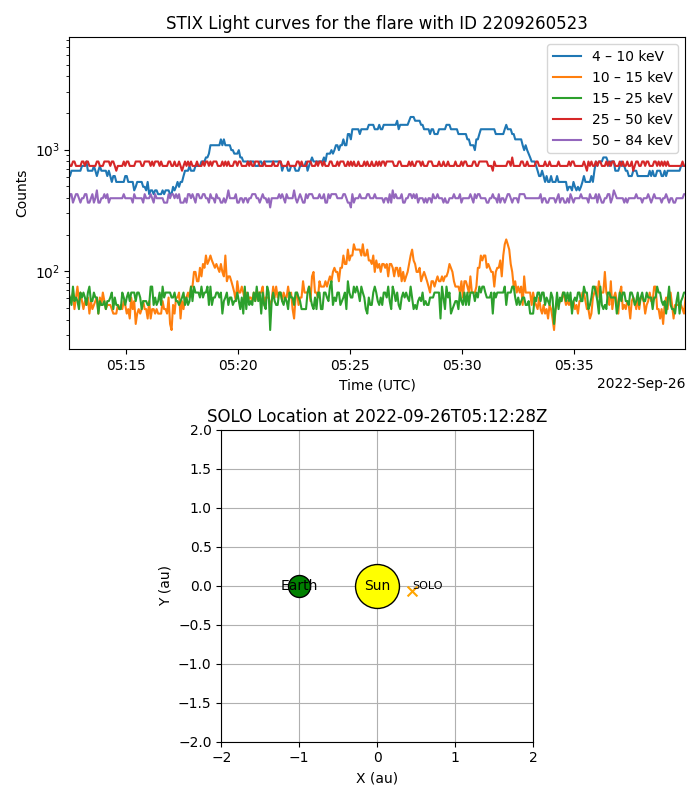 STIX Light curves for the flare with ID 2209260523
4 – 10 keV
10 – 15 keV
15 – 25 keV
25 – 50 keV
50 – 84 keV
10³
10²
Counts
05:15 05:20 05:25 05:30 05:35
Time (UTC)
2022-Sep-26
SOLO Location at 2022-09-26T05:12:28Z
2.0
1.5
1.0
0.5
0.0
−0.5
−1.0
−1.5
−2.0
Y (au)
Earth
Sun
SOLO
−2 −1 0 1 2
X (au)